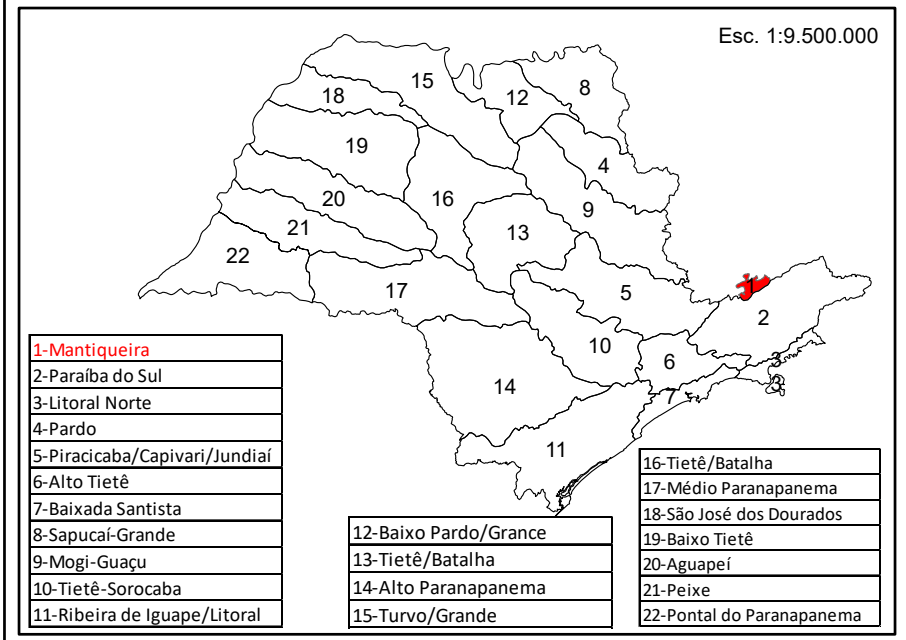 Esc. 1:9.500.000
15
8
18
12
19
4
20
16
9
21
13
22
17
5
1
2
10
6
3
14
3
7
11
1-Mantiqueira
2-Paraíba do Sul
3-Litoral Norte
4-Pardo
5-Piracicaba/Capivari/Jundiaí
6-Alto Tietê
7-Baixada Santista
8-Sapucaí-Grande
9-Mogi-Guaçu
10-Tietê-Sorocaba
11-Ribeira de Iguape/Litoral
12-Baixo Pardo/Grance
13-Tietê/Batalha
14-Alto Paranapanema
15-Turvo/Grande
16-Tietê/Batalha
17-Médio Paranapanema
18-São José dos Dourados
19-Baixo Tietê
20-Aguapeí
21-Peixe
22-Pontal do Paranapanema